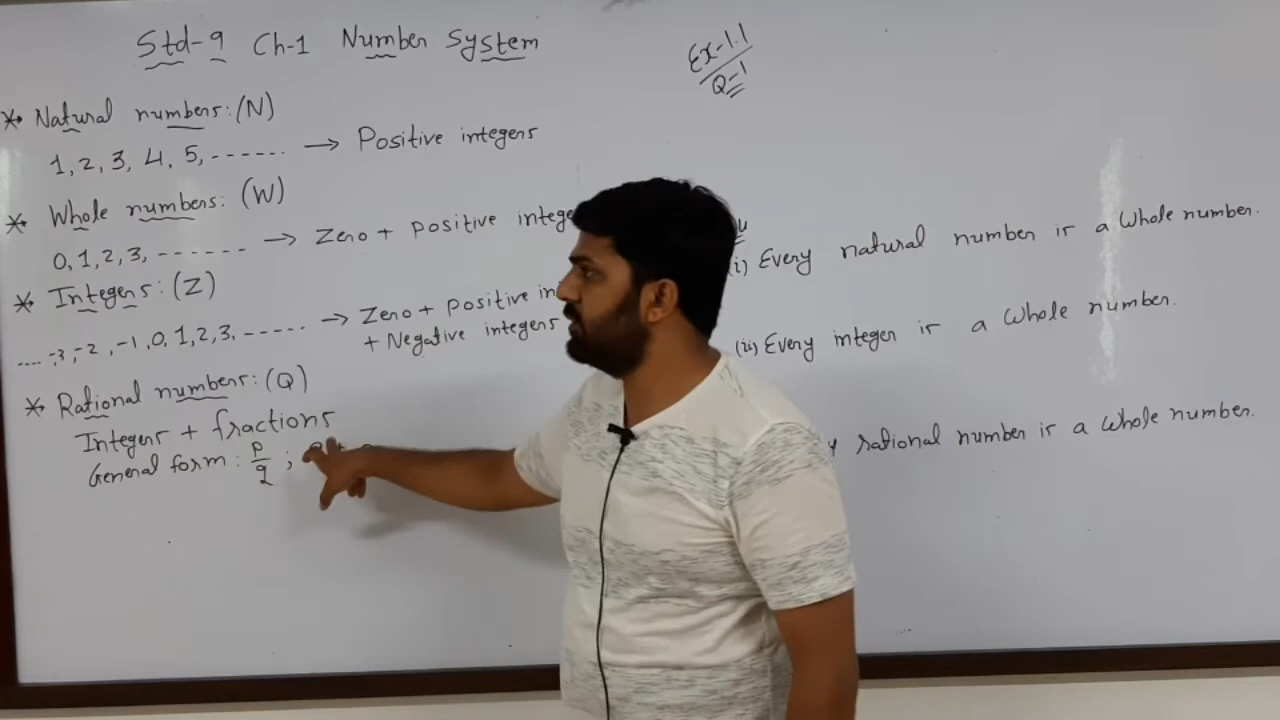 Std-9 Ch-1 Number System
Ex-1.1
Q-1
* Natural numbers: (N)
1, 2, 3, 4, 5, ------ → Positive integers
* Whole numbers: (W)
0, 1, 2, 3, ------ → Zero + positive intege
* Integers: (Z)
.... -3, -2, -1, 0, 1, 2, 3, ----- → Zero + positive in
+ Negative integers
* Rational numbers: (Q)
Integers + fractions
General form: p/q ;
(i) Every natural number is a whole number.
(ii) Every integer is a whole number.
y rational number is a whole number.